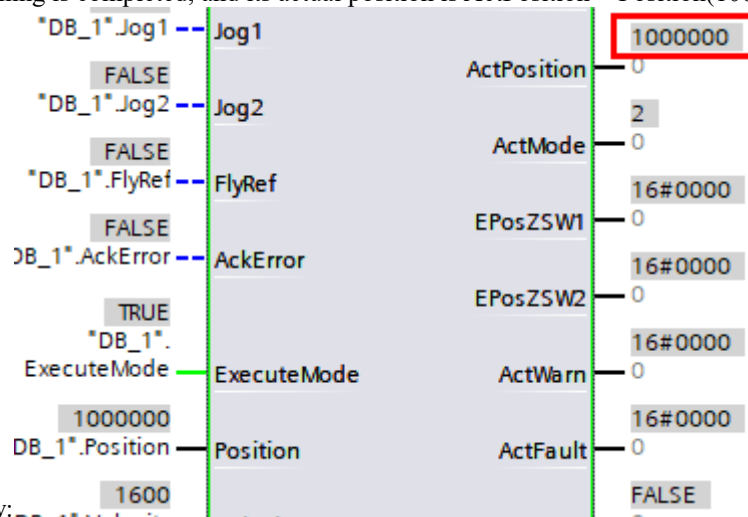 "DB_1".Jog1 Jog1 1000000
ActPosition 0
FALSE
"DB_1".Jog2 Jog2 2
ActMode 0
FALSE
"DB_1".FlyRef FlyRef 16#0000
EPosZSW1 0
FALSE
DB_1".AckError AckError 16#0000
EPosZSW2 0
TRUE
"DB_1". 16#0000
ExecuteMode ExecuteMode ActWarn 0
1000000 16#0000
DB_1".Position Position ActFault 0
1600 FALSE